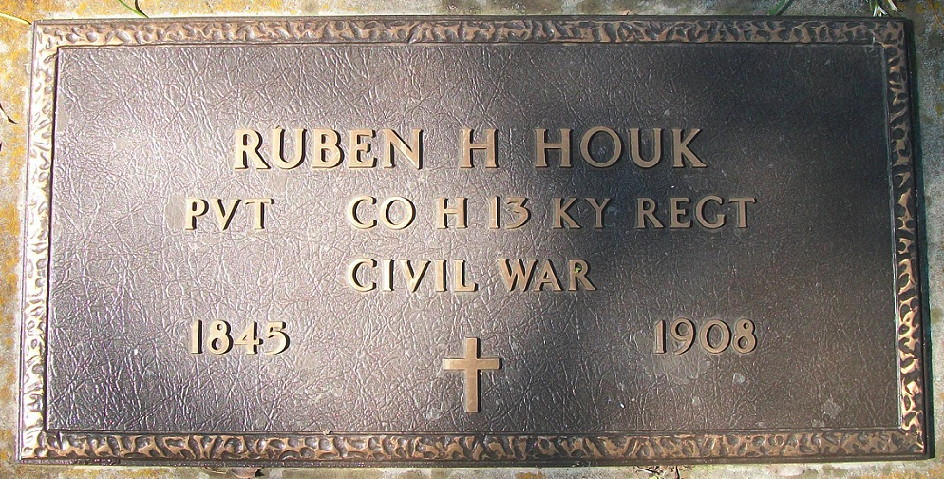 RUBEN H HOUK
PVT CO H 13 KY REGT
CIVIL WAR
1845 1908